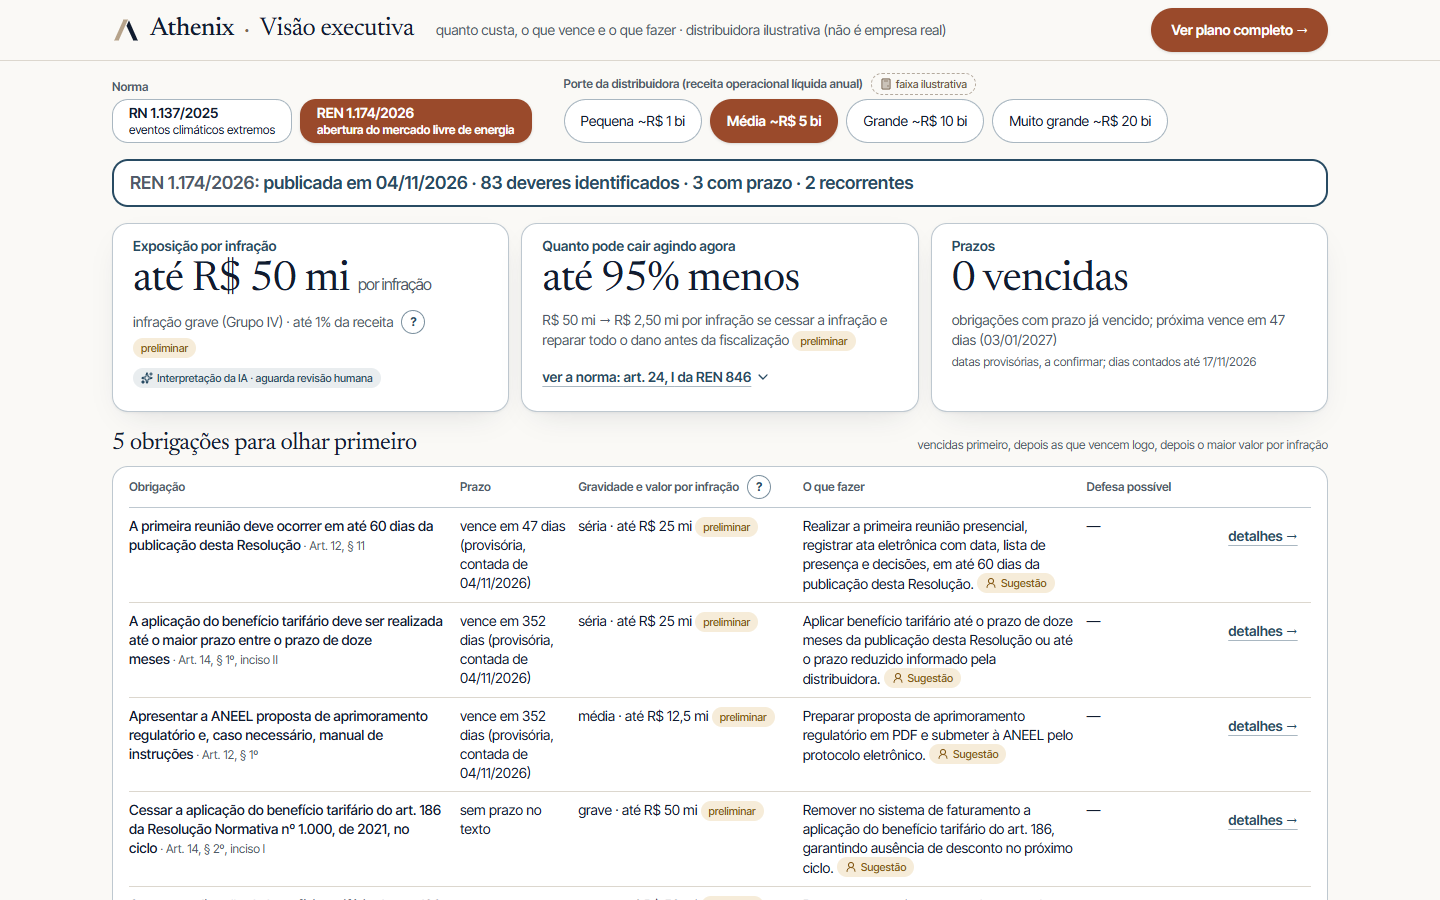 Athenix · Visão executiva
quanto custa, o que vence e o que fazer · distribuidora ilustrativa (não é empresa real)
Ver plano completo →
Norma
RN 1.137/2025
eventos climáticos extremos
REN 1.174/2026
abertura do mercado livre de energia
Porte da distribuidora (receita operacional líquida anual)
faixa ilustrativa
Pequena ~R$ 1 bi
Média ~R$ 5 bi
Grande ~R$ 10 bi
Muito grande ~R$ 20 bi
REN 1.174/2026: publicada em 04/11/2026 · 83 deveres identificados · 3 com prazo · 2 recorrentes
Exposição por infração
até R$ 50 mi por infração
infração grave (Grupo IV) · até 1% da receita ?
preliminar
Interpretação da IA · aguarda revisão humana
Quanto pode cair agindo agora
até 95% menos
R$ 50 mi → R$ 2,50 mi por infração se cessar a infração e
reparar todo o dano antes da fiscalização preliminar
ver a norma: art. 24, I da REN 846
Prazos
0 vencidas
obrigações com prazo já vencido; próxima vence em 47
dias (03/01/2027)
datas provisórias, a confirmar; dias contados até 17/11/2026
5 obrigações para olhar primeiro
vencidas primeiro, depois as que vencem logo, depois o maior valor por infração
Obrigação
Prazo
Gravidade e valor por infração ?
O que fazer
Defesa possível
A primeira reunião deve ocorrer em até 60 dias da
publicação desta Resolução · Art. 12, § 11
vence em 47 dias
(provisória,
contada de
04/11/2026)
séria · até R$ 25 mi preliminar
Realizar a primeira reunião presencial,
registrar ata eletrônica com data, lista de
presença e decisões, em até 60 dias da
publicação desta Resolução. Sugestão
—
detalhes →
A aplicação do benefício tarifário deve ser realizada
até o maior prazo entre o prazo de doze
meses · Art. 14, § 1º, inciso II
vence em 352
dias (provisória,
contada de
04/11/2026)
séria · até R$ 25 mi preliminar
Aplicar benefício tarifário até o prazo de doze
meses da publicação desta Resolução ou até
o prazo reduzido informado pela
distribuidora. Sugestão
—
detalhes →
Apresentar a ANEEL proposta de aprimoramento
regulatório e, caso necessário, manual de
instruções · Art. 12, § 1º
vence em 352
dias (provisória,
contada de
04/11/2026)
média · até R$ 12,5 mi preliminar
Preparar proposta de aprimoramento
regulatório em PDF e submeter à ANEEL pelo
protocolo eletrônico. Sugestão
—
detalhes →
Cessar a aplicação do benefício tarifário do art. 186
da Resolução Normativa nº 1.000, de 2021, no
ciclo · Art. 14, § 2º, inciso I
sem prazo no
texto
grave · até R$ 50 mi preliminar
Remover no sistema de faturamento a
aplicação do benefício tarifário do art. 186,
garantindo ausência de desconto no próximo
ciclo. Sugestão
—
detalhes →